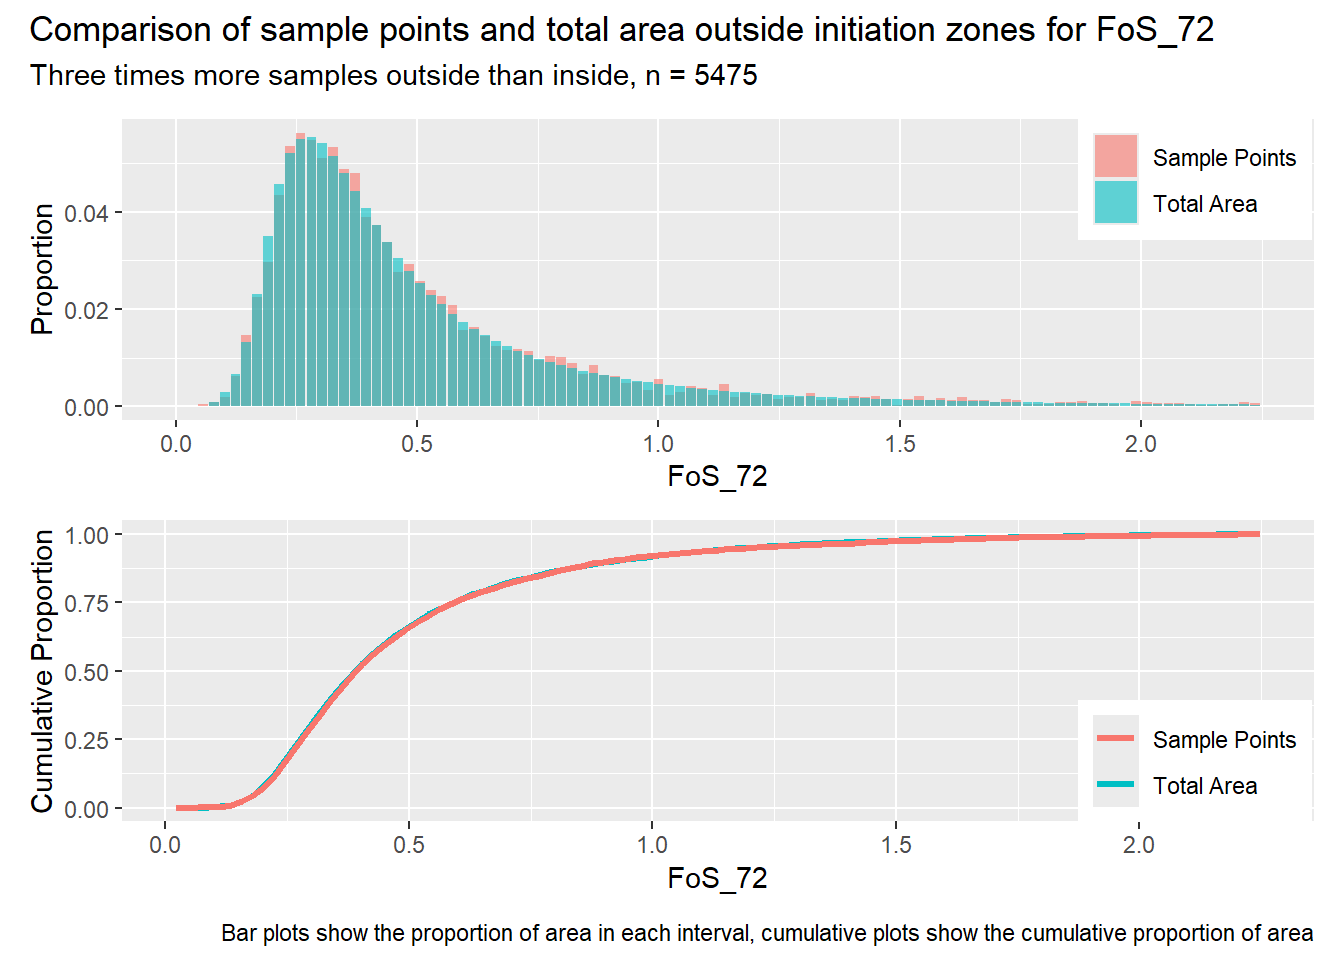 Comparison of sample points and total area outside initiation zones for FoS_72
Three times more samples outside than inside, n = 5475
Sample Points
Total Area
Proportion
0.04
0.02
0.00
0.0 0.5 1.0 1.5 2.0
FoS_72
Cumulative Proportion
1.00
0.75
0.50
0.25
0.00
Sample Points
Total Area
0.0 0.5 1.0 1.5 2.0
FoS_72
Bar plots show the proportion of area in each interval, cumulative plots show the cumulative proportion of area